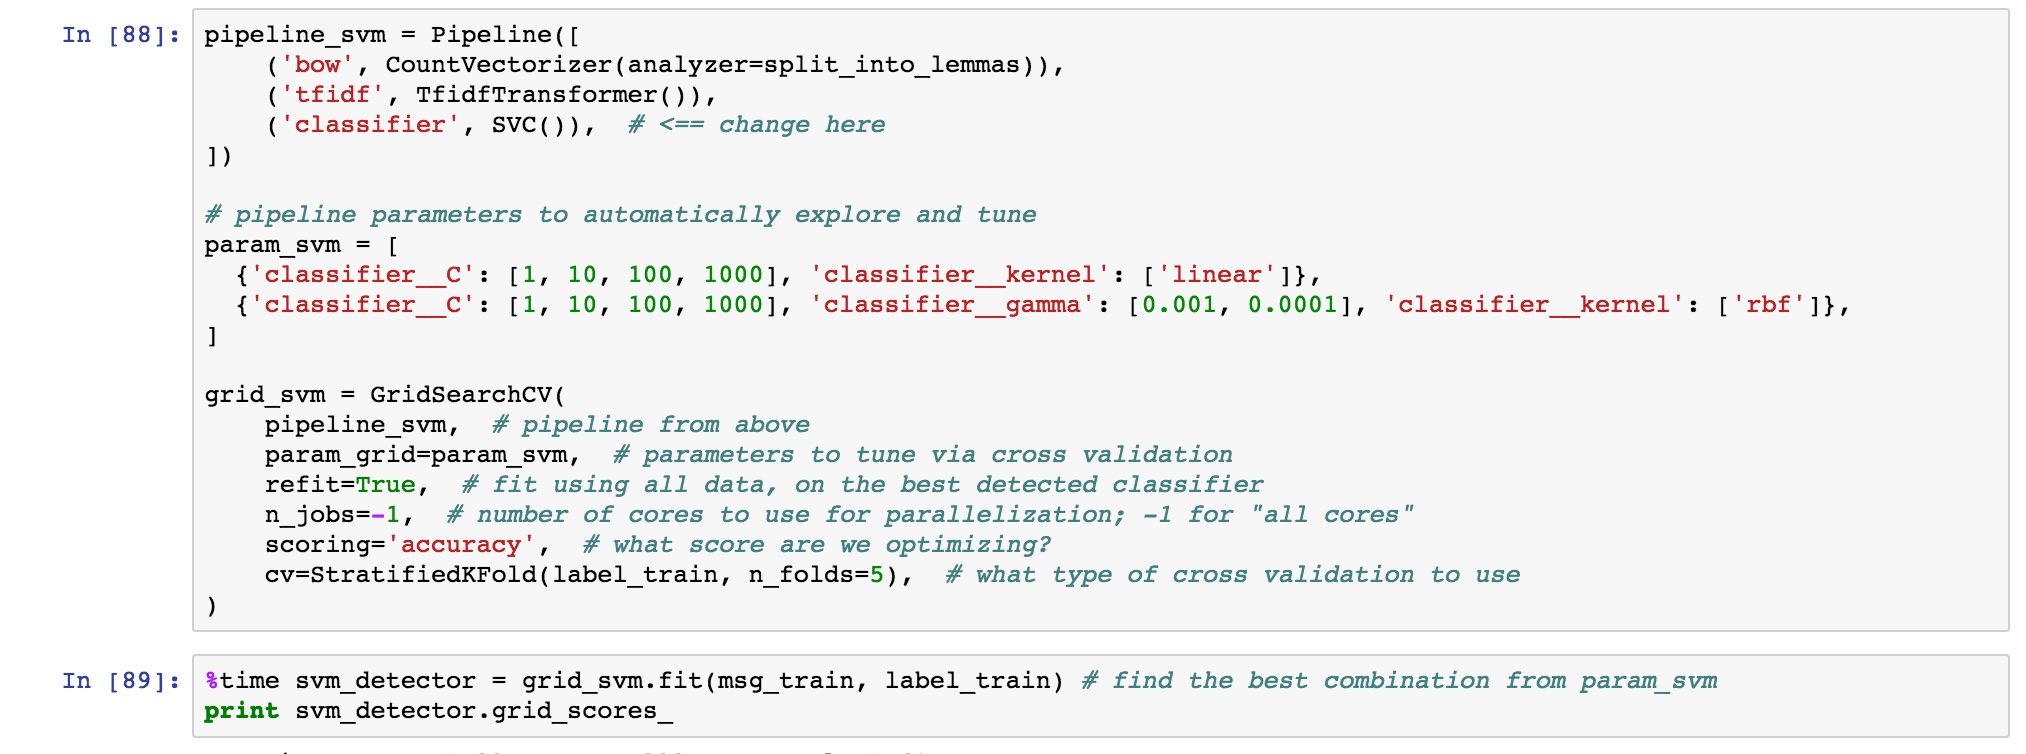 In [88]: pipeline_svm = Pipeline([
    ('bow', CountVectorizer(analyzer=split_into_lemmas)),
    ('tfidf', TfidfTransformer()),
    ('classifier', SVC()),  # <== change here
])

# pipeline parameters to automatically explore and tune
param_svm = [
  {'classifier__C': [1, 10, 100, 1000], 'classifier__kernel': ['linear']},
  {'classifier__C': [1, 10, 100, 1000], 'classifier__gamma': [0.001, 0.0001], 'classifier__kernel': ['rbf']},
]

grid_svm = GridSearchCV(
    pipeline_svm,  # pipeline from above
    param_grid=param_svm,  # parameters to tune via cross validation
    refit=True,  # fit using all data, on the best detected classifier
    n_jobs=-1,  # number of cores to use for parallelization; -1 for "all cores"
    scoring='accuracy',  # what score are we optimizing?
    cv=StratifiedKFold(label_train, n_folds=5),  # what type of cross validation to use
)
In [89]: %time svm_detector = grid_svm.fit(msg_train, label_train) # find the best combination from param_svm
print svm_detector.grid_scores_